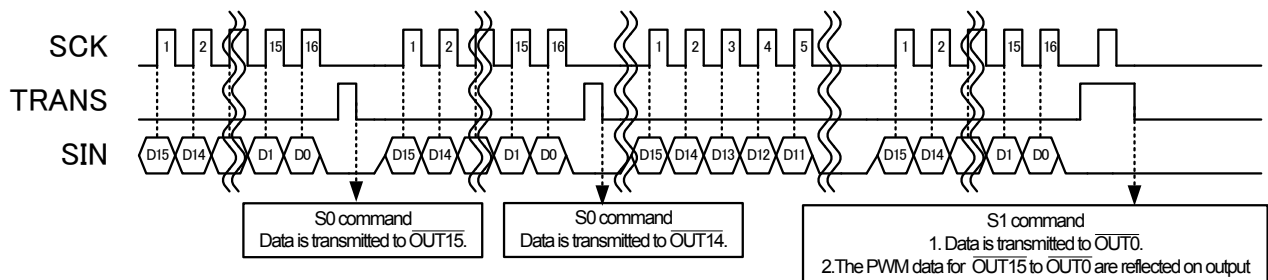 SCK 1 2 15 16 1 2 15 16 1 2 3 4 5 1 2 15 16
TRANS
SIN D15 D14 D1 D0 D15 D14 D1 D0 D15 D14 D13 D12 D11 D15 D14 D1 D0
S0 command
Data is transmitted to OUT15.
S0 command
Data is transmitted to OUT14.
S1 command
1. Data is transmitted to OUT0.
2.The PWM data for OUT15 to OUT0 are reflected on output